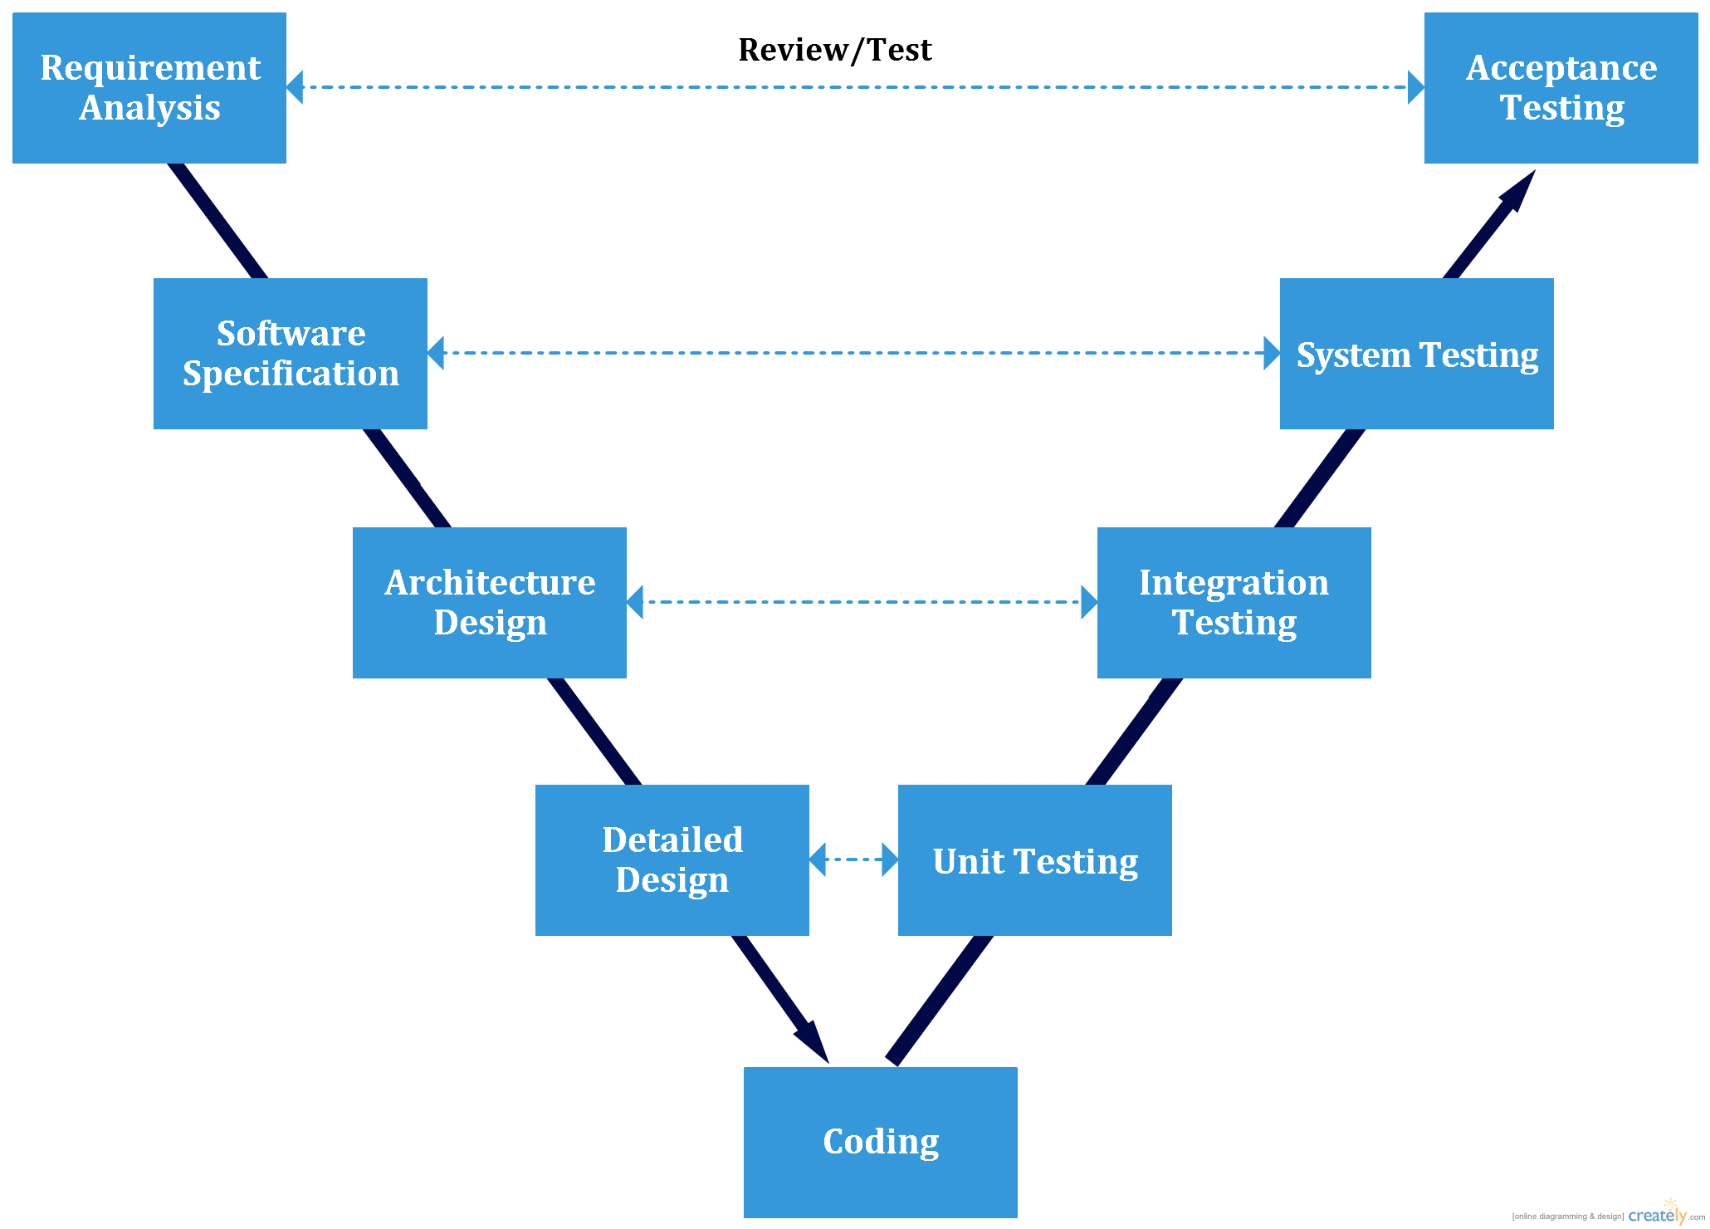 Review/Test
Requirement
Analysis
Acceptance
Testing
Software
Specification
System Testing
Architecture
Design
Integration
Testing
Detailed
Design
Unit Testing
Coding
[online diagramming & design] creately.com